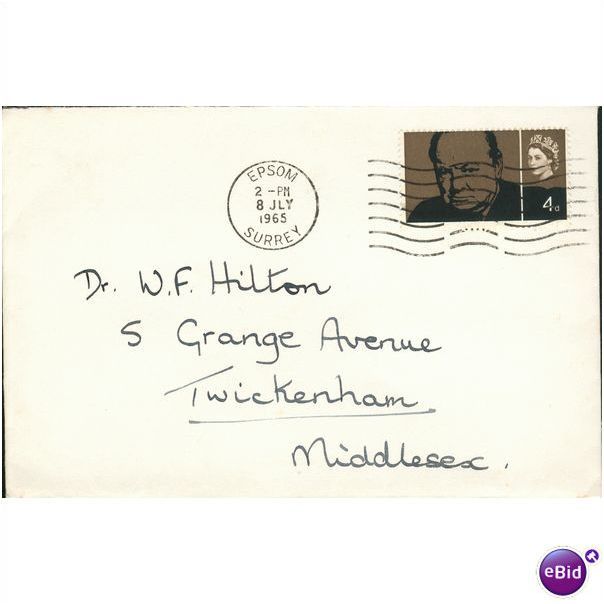 EPSOM
2 -PM
8 JLY
1965
SURREY
4d
Dr. W.F. Hilton
5 Grange Avenue
Twickenham
Middlesex.
eBid